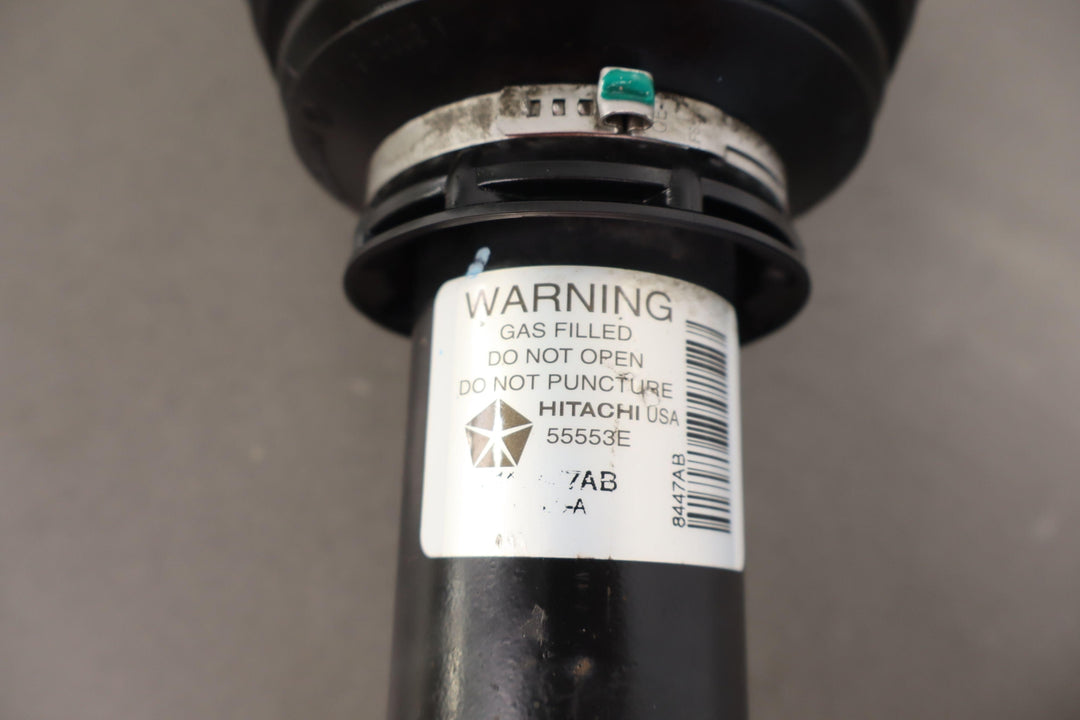 WARNING
GAS FILLED
DO NOT OPEN
DO NOT PUNCTURE
HITACHI USA
55553E
7AB
-A
8447AB